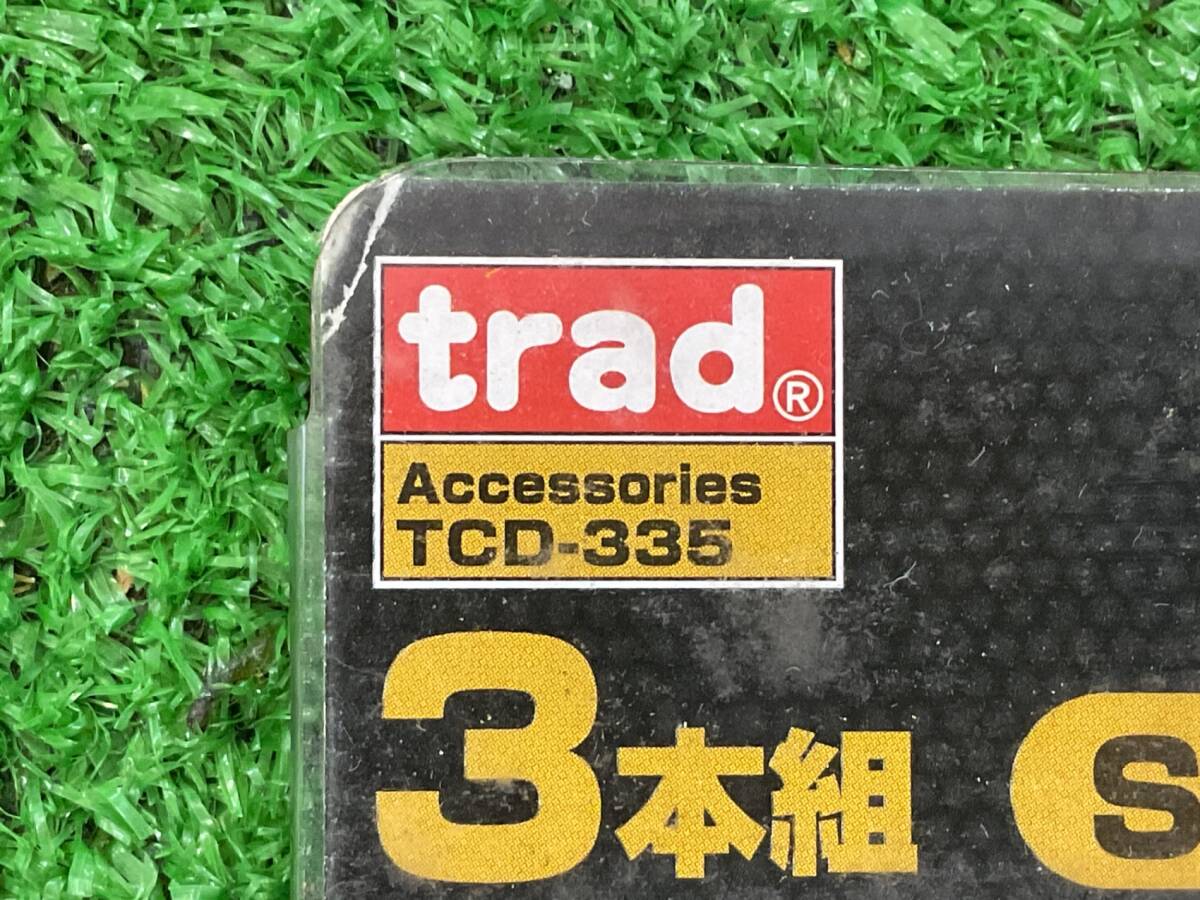 trad®
Accessories
TCD-335
3本組 S